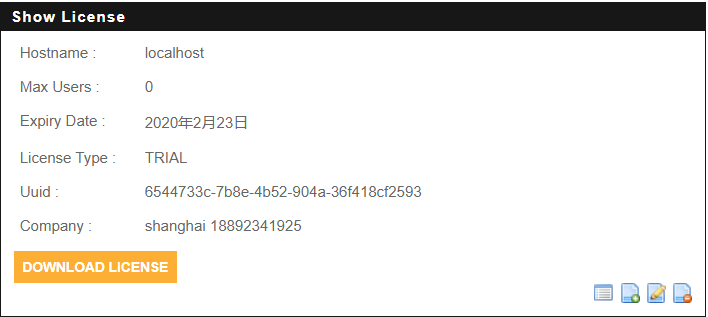 Show License
Hostname : localhost
Max Users : 0
Expiry Date : 2020年2月23日
License Type : TRIAL
Uuid : 6544733c-7b8e-4b52-904a-36f418cf2593
Company : shanghai 18892341925
DOWNLOAD LICENSE